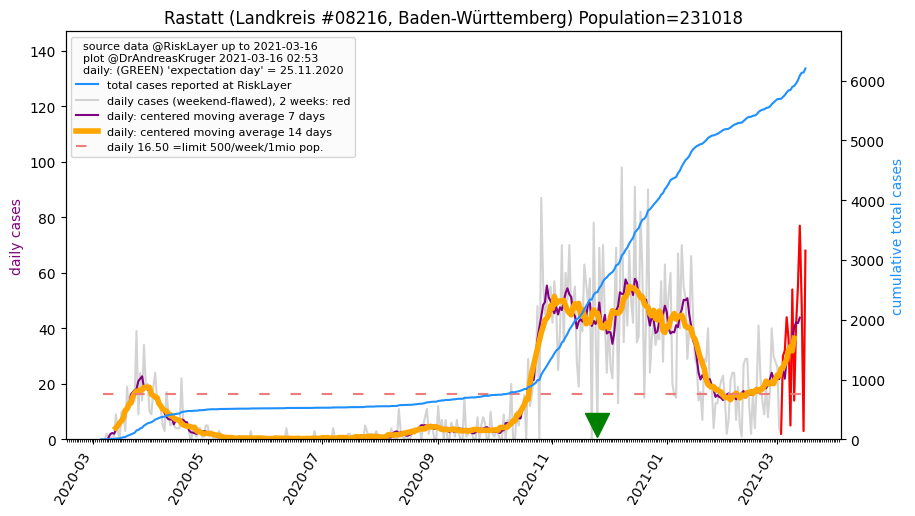 Rastatt (Landkreis #08216, Baden-Württemberg) Population=231018
source data @RiskLayer up to 2021-03-16
plot @DrAndreasKruger 2021-03-16 02:53
daily: (GREEN) 'expectation day' = 25.11.2020
total cases reported at RiskLayer
daily cases (weekend-flawed), 2 weeks: red
daily: centered moving average 7 days
daily: centered moving average 14 days
daily 16.50 =limit 500/week/1mio pop.
daily cases
140
120
100
80
60
40
20
0
cumulative total cases
6000
5000
4000
3000
2000
1000
0
2020-03
2020-05
2020-07
2020-09
2020-11
2021-01
2021-03